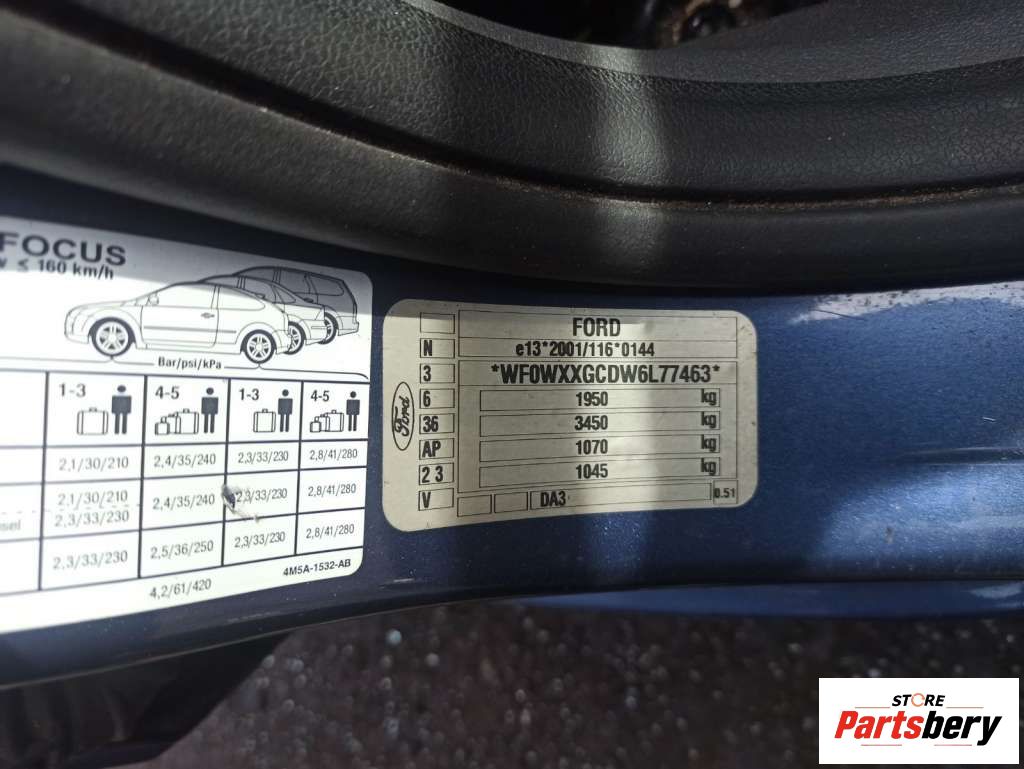 FOCUS
≤ 160 km/h
Bar/psi/kPa
1-3 4-5 1-3 4-5
2,1/30/210 2,4/35/240 2,3/33/230 2,8/41/280
2,1/30/210 2,4/35/240 2,3/33/230 2,8/41/280
2,3/33/230
2,3/33/230 2,5/36/250 2,3/33/230 2,8/41/280
4,2/61/420
4M5A-1532-AB
Ford
FORD
N e13*2001/116*0144
3 *WF0WXXGCDW6L77463*
6 1950 kg
36 3450 kg
AP 1070 kg
2 3 1045 kg
V DA3 0.51
STORE
Partsbery